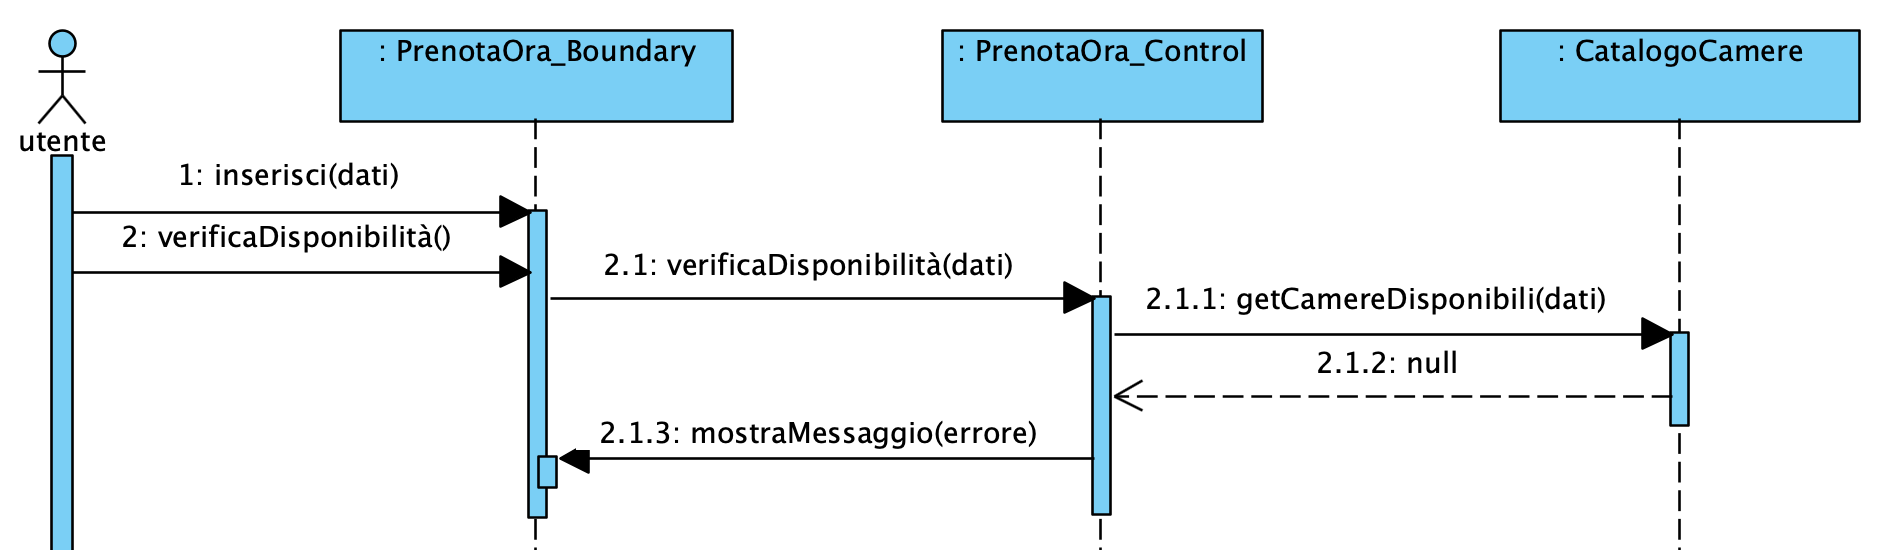 : PrenotaOra_Boundary
: PrenotaOra_Control
: CatalogoCamere
utente
1: inserisci(dati)
2: verificaDisponibilità()
2.1: verificaDisponibilità(dati)
2.1.1: getCamereDisponibili(dati)
2.1.2: null
2.1.3: mostraMessaggio(errore)